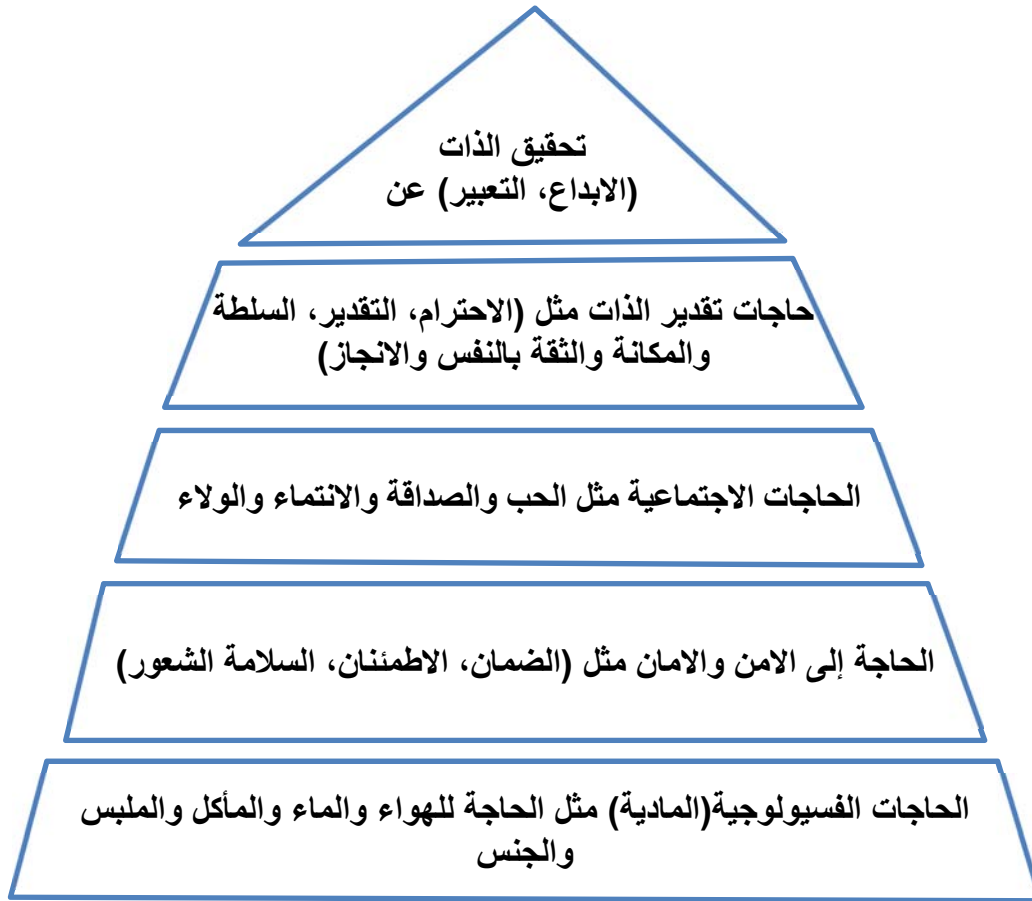 تحقيق الذات
(الابداع، التعبير) عن
حاجات تقدير الذات مثل (الاحترام، التقدير، السلطة
والمكانة والثقة بالنفس والانجاز)
الحاجات الاجتماعية مثل الحب والصداقة والانتماء والولاء
الحاجة إلى الامن والامان مثل (الضمان، الاطمئنان، السلامة الشعور)
الحاجات الفسيولوجية(المادية) مثل الحاجة للهواء والماء والمأكل والملبس
والجنس